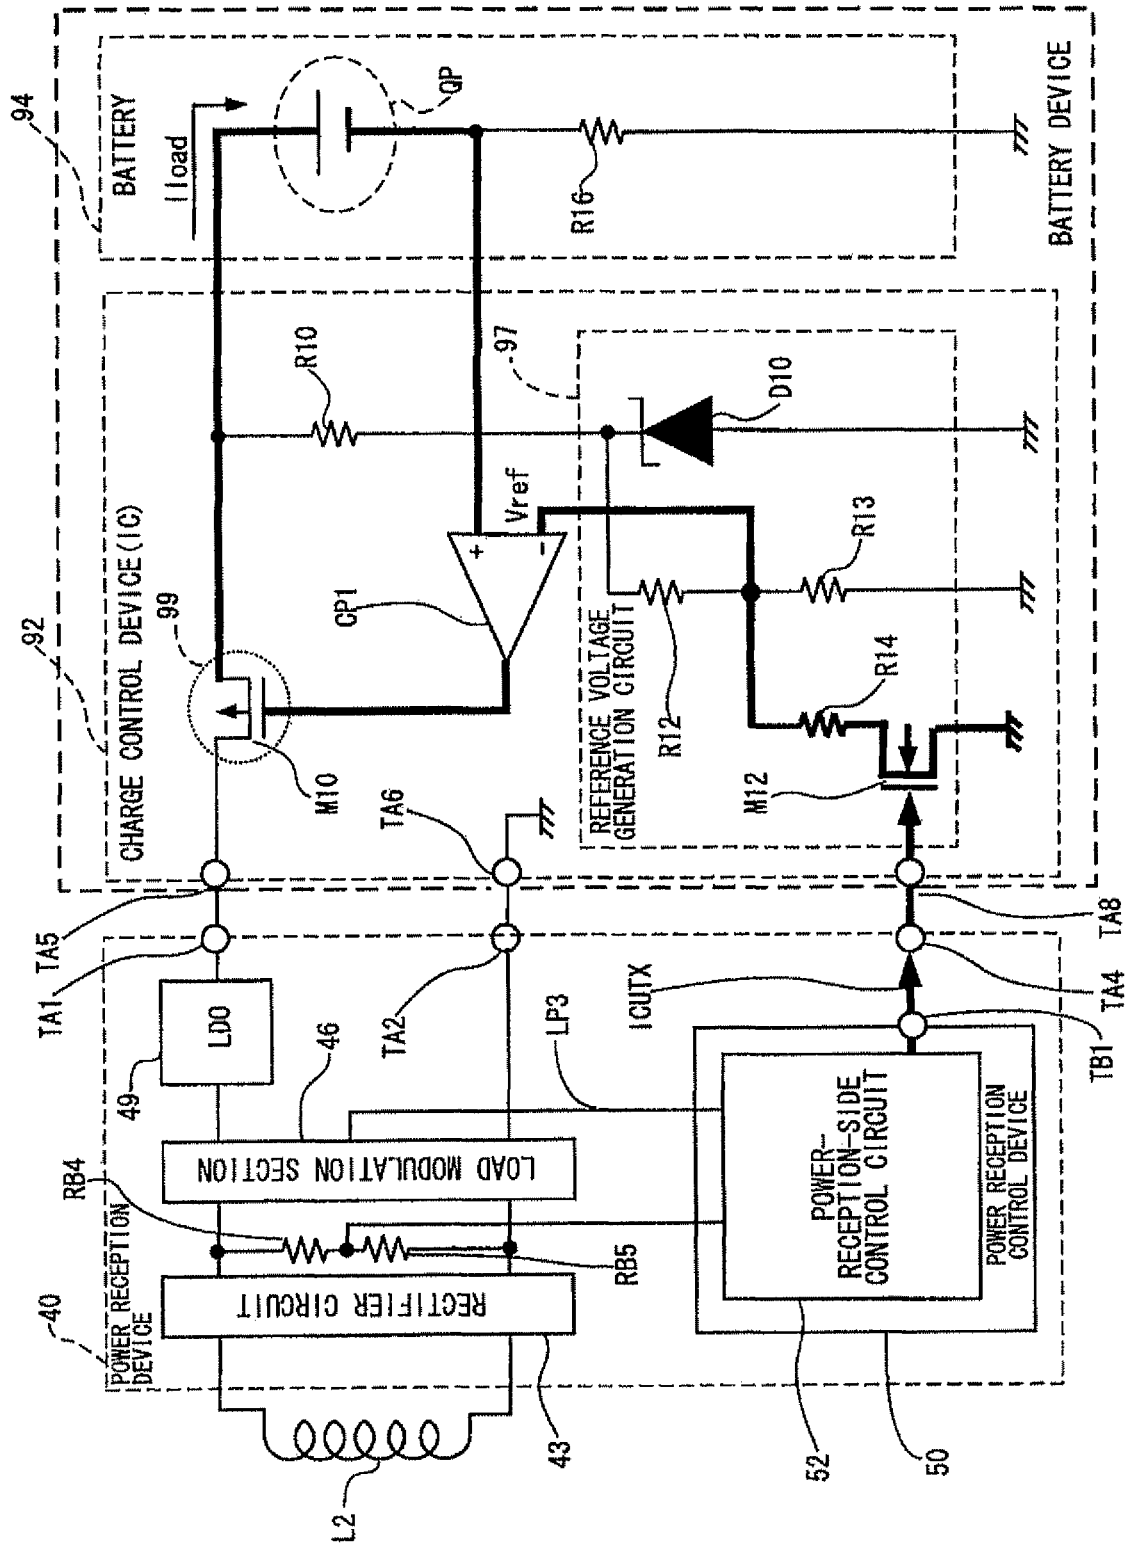 40
POWER RECEPTION
DEVICE
L2
43
RECTIFIER CIRCUIT
RB4
RB5
LOAD MODULATION SECTION
46
49
LDO
LP3
52
50
POWER-
RECEPTION-SIDE
CONTROL CIRCUIT
POWER RECEPTION
CONTROL DEVICE
TB1
ICUTX
TA1
TA5
TA2
TA6
TA4
TA8
92
CHARGE CONTROL DEVICE(IC)
99
M10
CP1
+
-
Vref
R10
97
REFERENCE VOLTAGE
GENERATION CIRCUIT
R12
R13
R14
M12
D10
94
BATTERY
Iload
QP
R16
BATTERY DEVICE